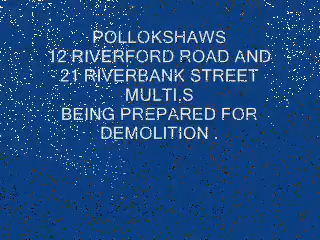 POLLOKSHAWS
12 RIVERFORD ROAD AND
21 RIVERBANK STREET
MULTI,S
BEING PREPARED FOR
DEMOLITION .